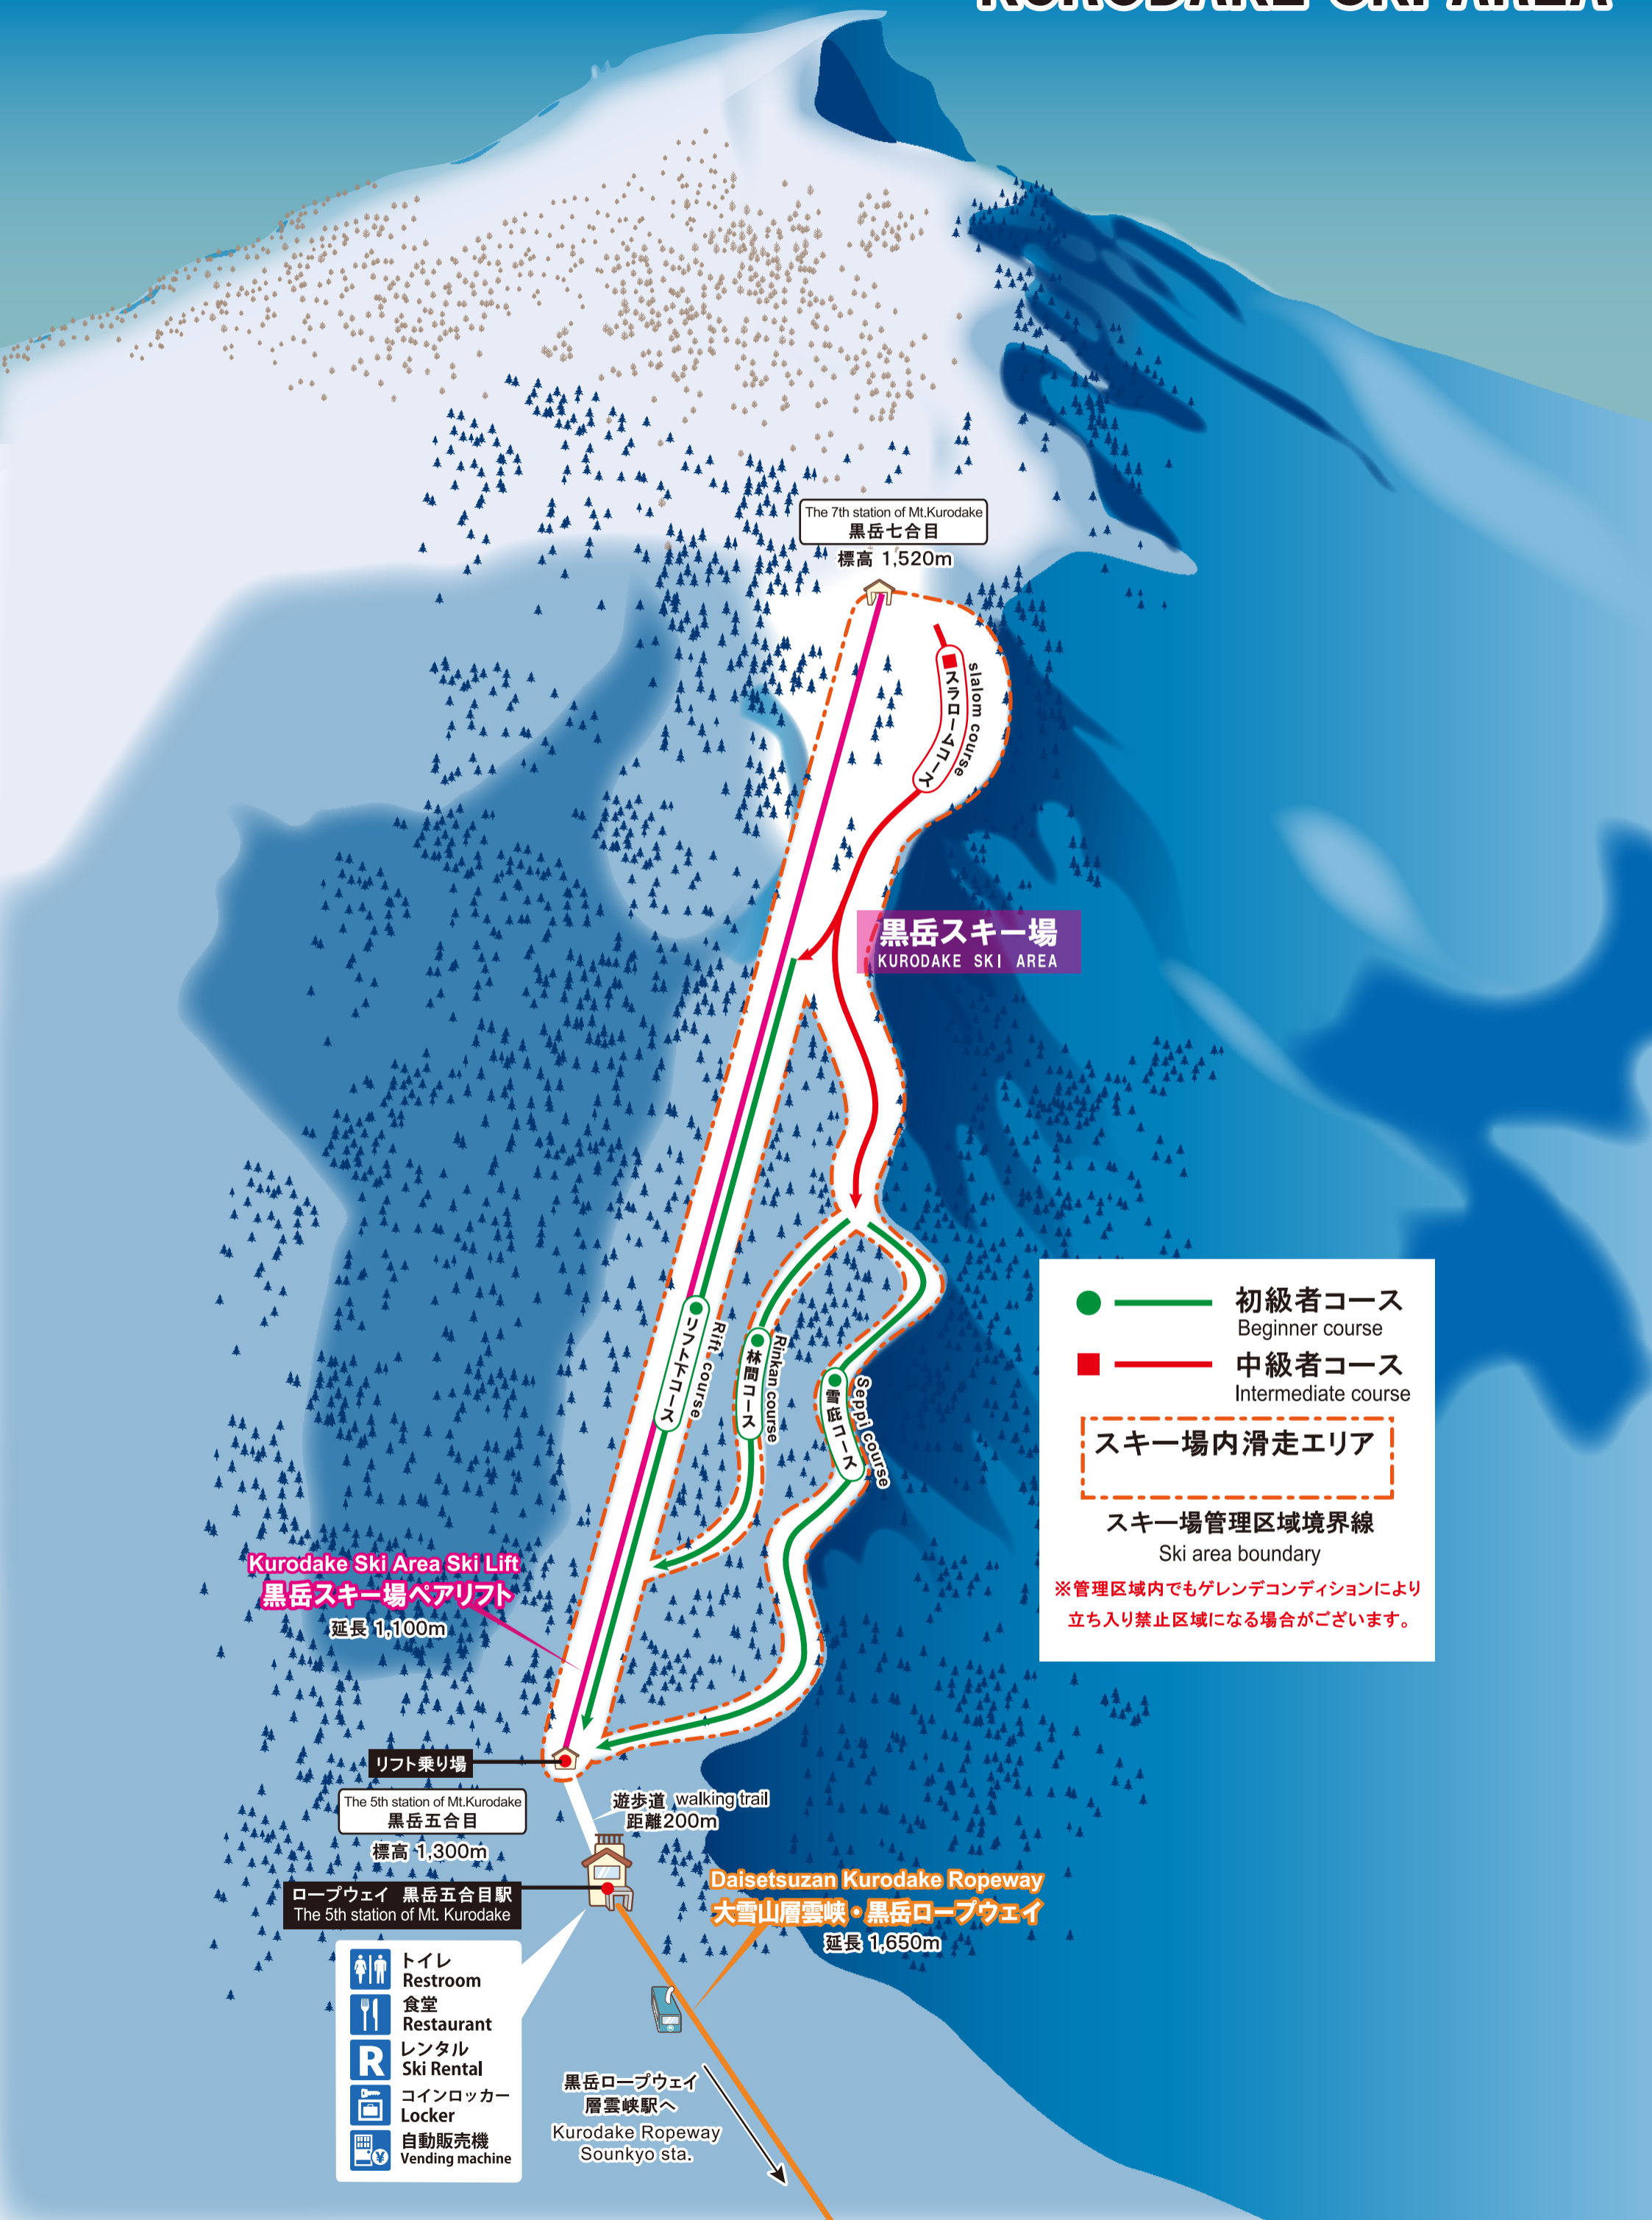 KURODAKE SKI AREA
The 7th station of Mt.Kurodake
黒岳七合目
標高 1,520m
スラロームコース
slalom course
黒岳スキー場
KURODAKE SKI AREA
リフト下コース
Rift course
林間コース
Rinkan course
雪庇コース
Seppi course
初級者コース
Beginner course
中級者コース
Intermediate course
スキー場内滑走エリア
スキー場管理区域境界線
Ski area boundary
※管理区域内でもゲレンデコンディションにより
立ち入り禁止区域になる場合がございます。
Kurodake Ski Area Ski Lift
黒岳スキー場ペアリフト
延長 1,100m
リフト乗り場
The 5th station of Mt.Kurodake
黒岳五合目
標高 1,300m
遊歩道 walking trail
距離200m
ロープウェイ 黒岳五合目駅
The 5th station of Mt. Kurodake
Daisetsuzan Kurodake Ropeway
大雪山層雲峡・黒岳ロープウェイ
延長 1,650m
トイレ
Restroom
食堂
Restaurant
R
レンタル
Ski Rental
コインロッカー
Locker
自動販売機
Vending machine
¥
黒岳ロープウェイ
層雲峡駅へ
Kurodake Ropeway
Sounkyo sta.